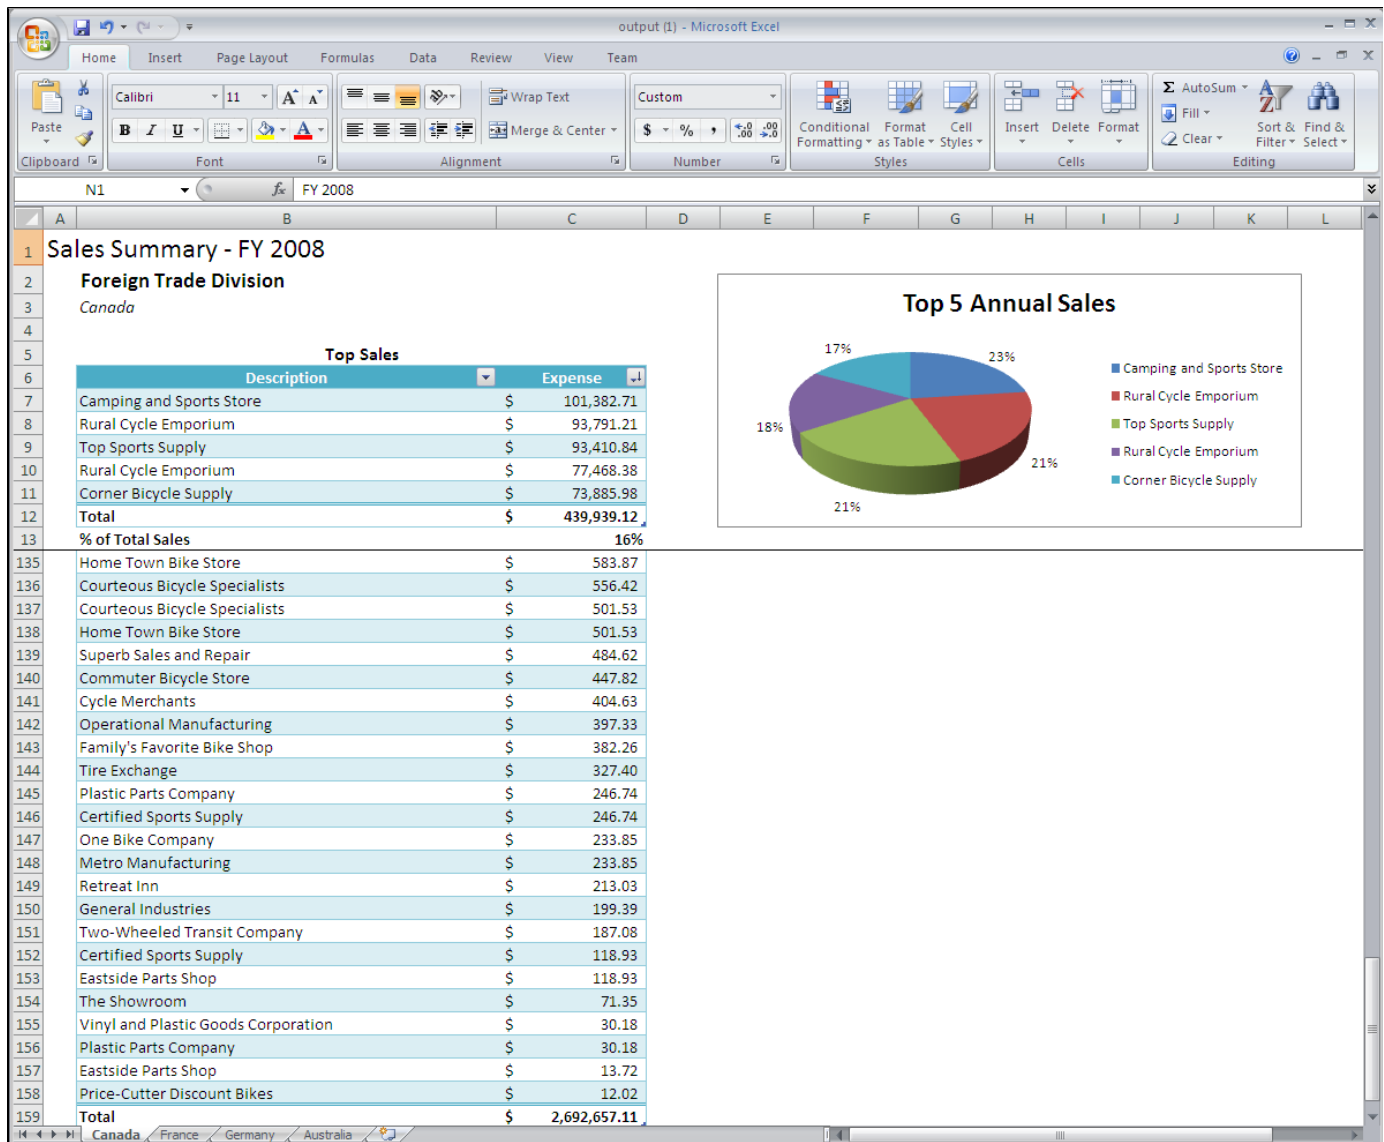 output (1) - Microsoft Excel
Home Insert Page Layout Formulas Data Review View Team
Calibri 11 A A Wrap Text Custom Σ AutoSum
Fill
Paste B I U A Merge & Center $ % , .0 .00 .00 .0 Conditional Formatting Format as Table Cell Styles Insert Delete Format Clear Sort & Filter Find & Select
Clipboard Font Alignment Number Styles Cells Editing
N1 fx FY 2008
A B C D E F G H I J K L
1 Sales Summary - FY 2008
2 Foreign Trade Division
3 Canada
4
5 Top Sales
6 Description Expense
7 Camping and Sports Store $ 101,382.71
8 Rural Cycle Emporium $ 93,791.21
9 Top Sports Supply $ 93,410.84
10 Rural Cycle Emporium $ 77,468.38
11 Corner Bicycle Supply $ 73,885.98
12 Total $ 439,939.12
13 % of Total Sales 16%
Top 5 Annual Sales
17%
23%
18%
21%
21%
Camping and Sports Store
Rural Cycle Emporium
Top Sports Supply
Rural Cycle Emporium
Corner Bicycle Supply
135 Home Town Bike Store $ 583.87
136 Courteous Bicycle Specialists $ 556.42
137 Courteous Bicycle Specialists $ 501.53
138 Home Town Bike Store $ 501.53
139 Superb Sales and Repair $ 484.62
140 Commuter Bicycle Store $ 447.82
141 Cycle Merchants $ 404.63
142 Operational Manufacturing $ 397.33
143 Family's Favorite Bike Shop $ 382.26
144 Tire Exchange $ 327.40
145 Plastic Parts Company $ 246.74
146 Certified Sports Supply $ 246.74
147 One Bike Company $ 233.85
148 Metro Manufacturing $ 233.85
149 Retreat Inn $ 213.03
150 General Industries $ 199.39
151 Two-Wheeled Transit Company $ 187.08
152 Certified Sports Supply $ 118.93
153 Eastside Parts Shop $ 118.93
154 The Showroom $ 71.35
155 Vinyl and Plastic Goods Corporation $ 30.18
156 Plastic Parts Company $ 30.18
157 Eastside Parts Shop $ 13.72
158 Price-Cutter Discount Bikes $ 12.02
159 Total $ 2,692,657.11
Canada France Germany Australia